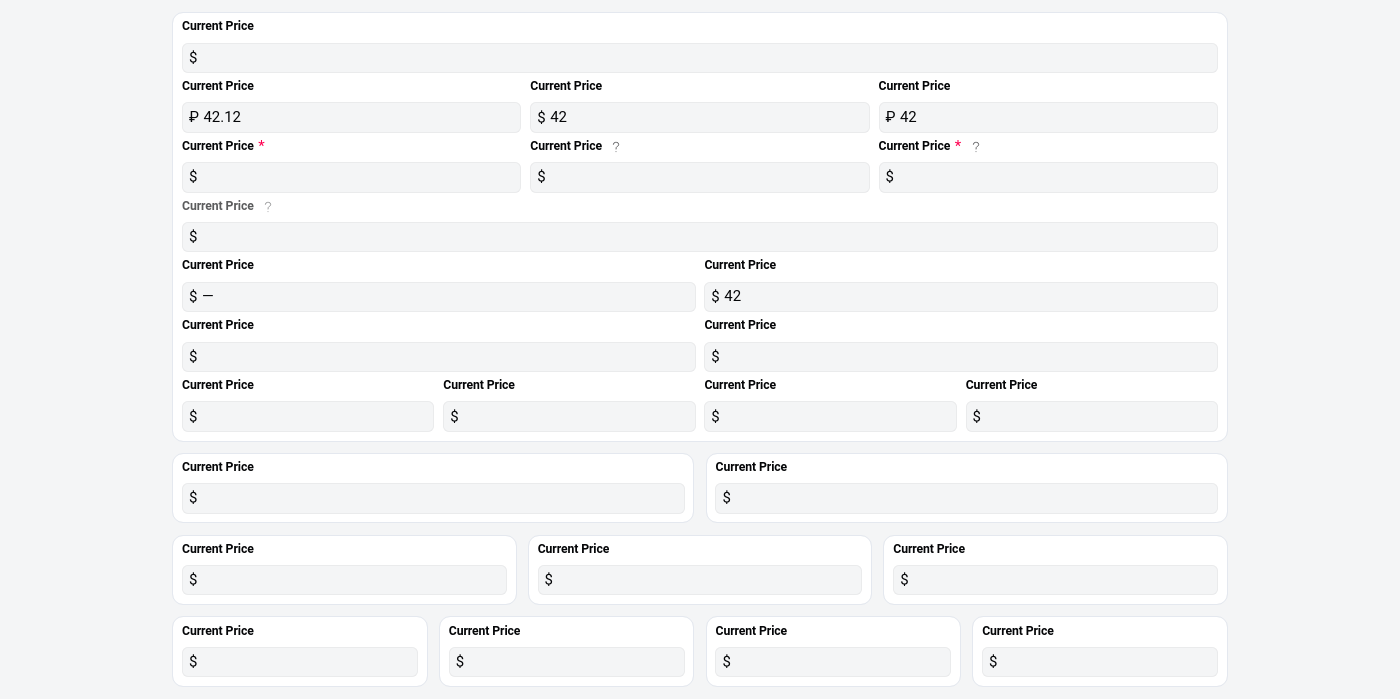 Current Price
$
Current Price Current Price Current Price
₽ 42.12 $ 42 ₽ 42
Current Price * Current Price ? Current Price * ?
$ $ $
Current Price ?
$
Current Price Current Price
$ — $ 42
Current Price Current Price
$ $
Current Price Current Price Current Price Current Price
$ $ $ $
Current Price Current Price
$ $
Current Price Current Price Current Price
$ $ $
Current Price Current Price Current Price Current Price
$ $ $ $